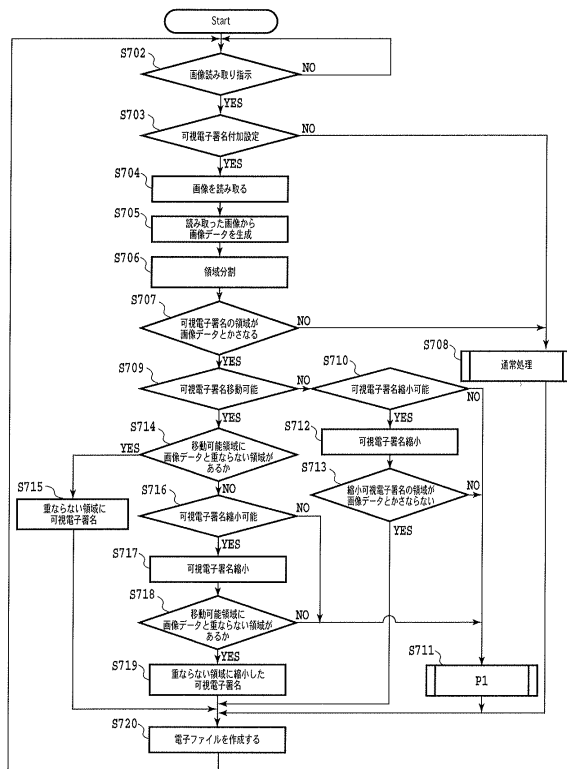 Start
S702
画像読み取り指示
NO
YES
S703
可視電子署名付加設定
NO
YES
S704
画像を読み取る
S705
読み取った画像から
画像データを生成
S706
領域分割
S707
可視電子署名の領域が
画像データとかさなる
NO
YES
S708
通常処理
S709
可視電子署名移動可能
NO
YES
S710
可視電子署名縮小可能
NO
YES
S712
可視電子署名縮小
S713
縮小可視電子署名の領域が
画像データとかさならない
NO
YES
S714
移動可能領域に
画像データと重ならない領域が
あるか
YES
NO
S715
重ならない領域に
可視電子署名
S716
可視電子署名縮小可能
NO
YES
S717
可視電子署名縮小
S718
移動可能領域に
画像データと重ならない領域が
あるか
NO
YES
S711
P1
S719
重ならない領域に縮小した
可視電子署名
S720
電子ファイルを作成する